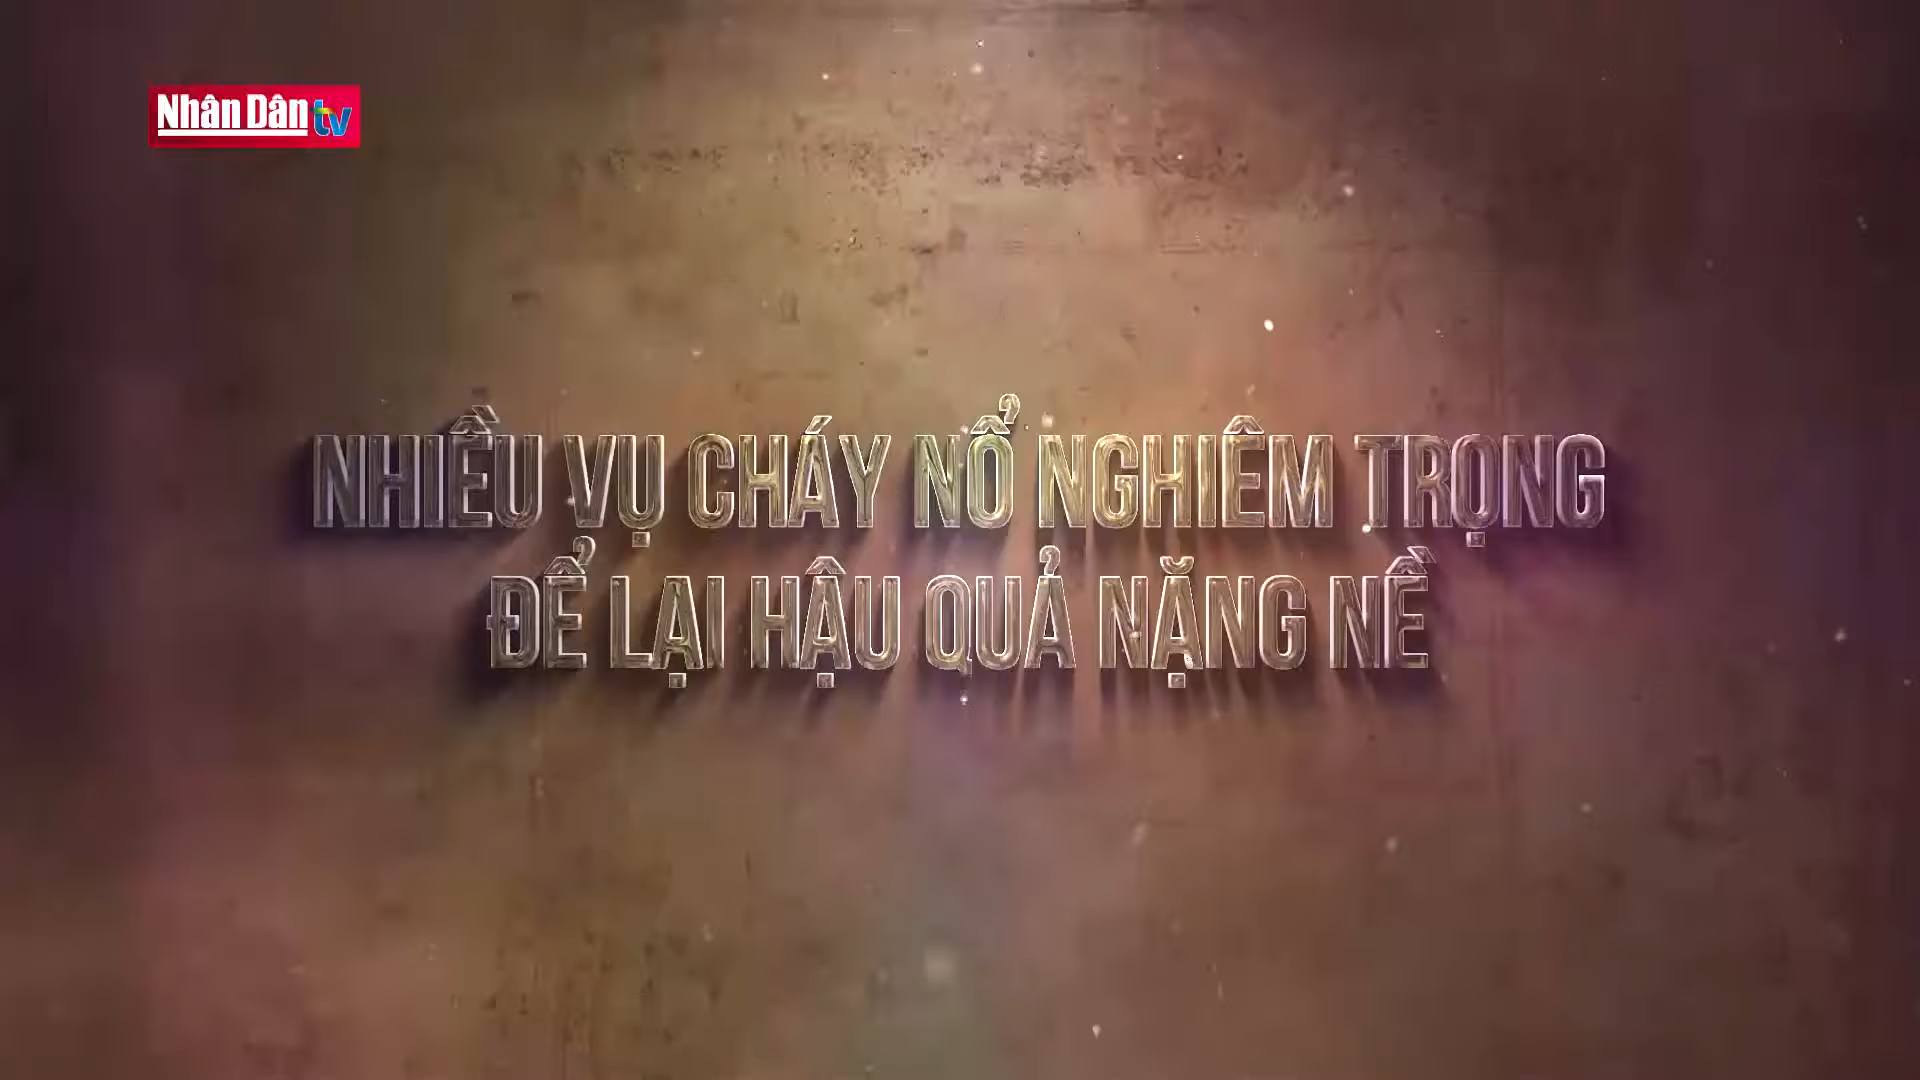 Nhân Dân tv
NHIỀU VỤ CHÁY NỔ NGHIÊM TRỌNG
ĐỂ LẠI HẬU QUẢ NẶNG NỀ